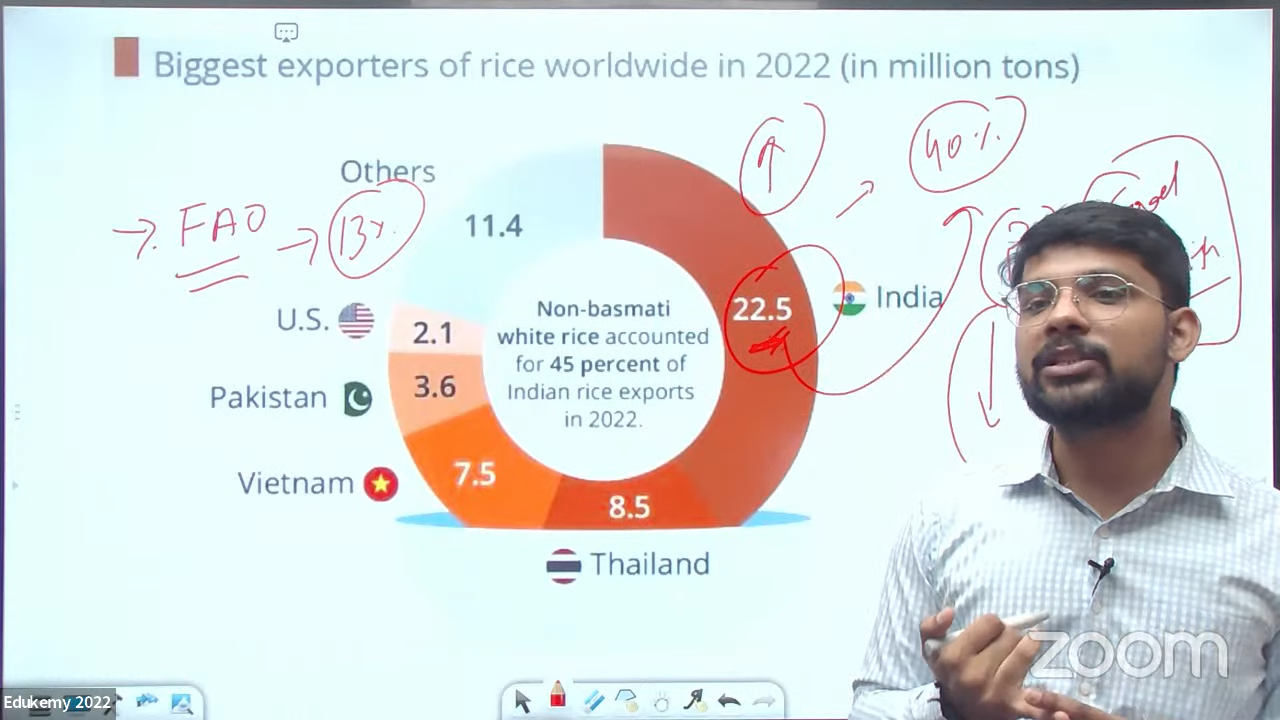 Biggest exporters of rice worldwide in 2022 (in million tons)
40%
Others
→ FAO → 13%
11.4
22.5
India
Non-basmati
white rice accounted
for 45 percent of
Indian rice exports
in 2022.
U.S.
2.1
Pakistan
3.6
Vietnam
7.5
8.5
Thailand
zoom
Edukemy 2022